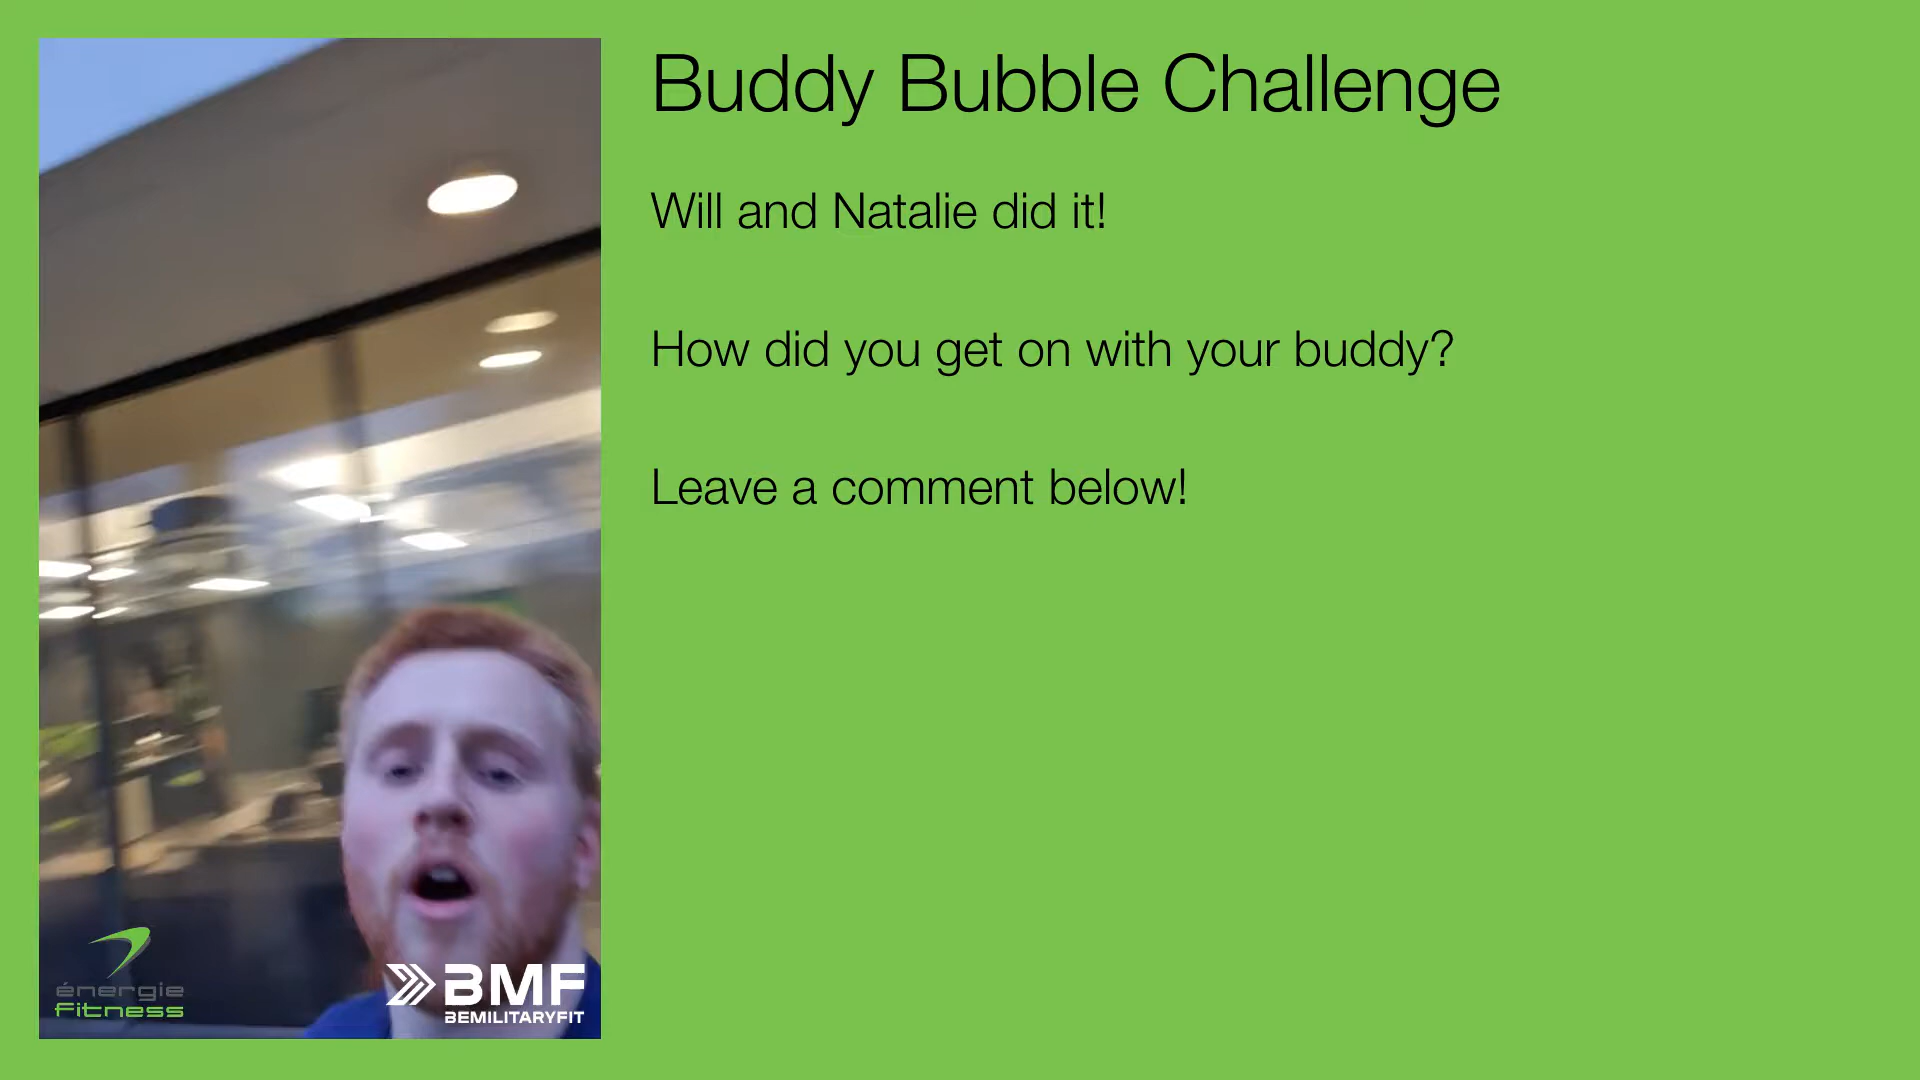 Buddy Bubble Challenge
Will and Natalie did it!
How did you get on with your buddy?
Leave a comment below!
énergie
Fitness
BMF
BEMILITARYFIT